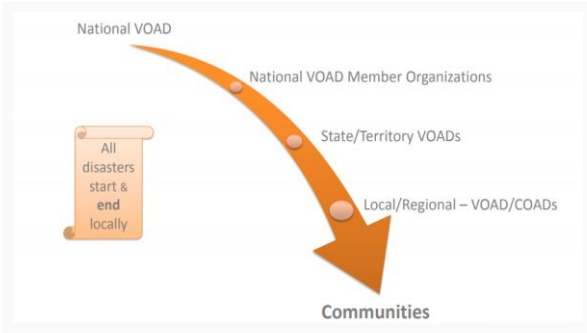 National VOAD
National VOAD Member Organizations
State/Territory VOADs
All
disasters
start &
end
locally
Local/Regional – VOAD/COADs
Communities